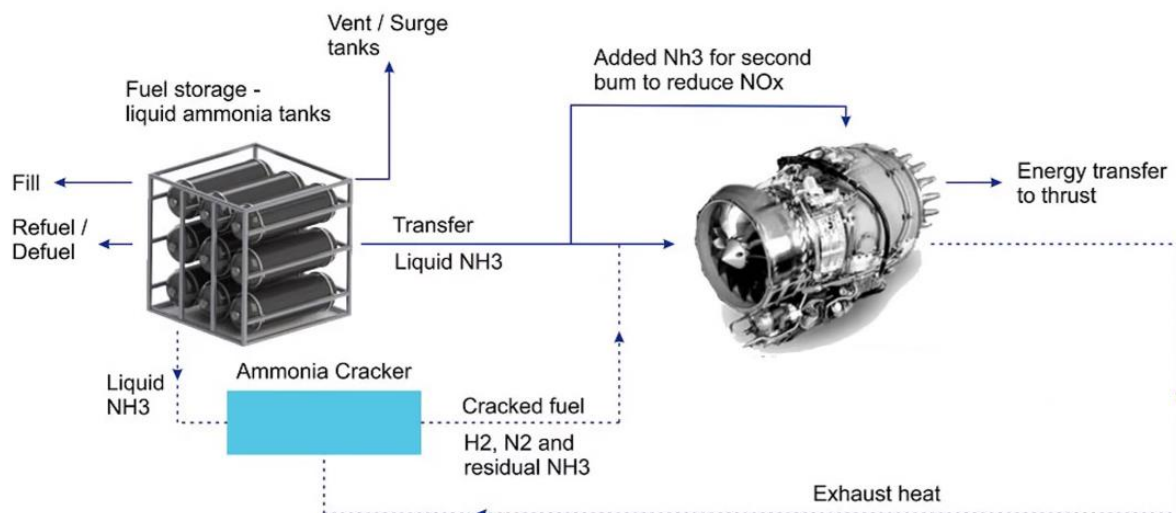 Vent / Surge
tanks
Added Nh3 for second
bum to reduce NOx
Fuel storage -
liquid ammonia tanks
Fill
Energy transfer
to thrust
Refuel /
Defuel
Transfer
Liquid NH3
Ammonia Cracker
Liquid
NH3
Cracked fuel
H2, N2 and
residual NH3
Exhaust heat